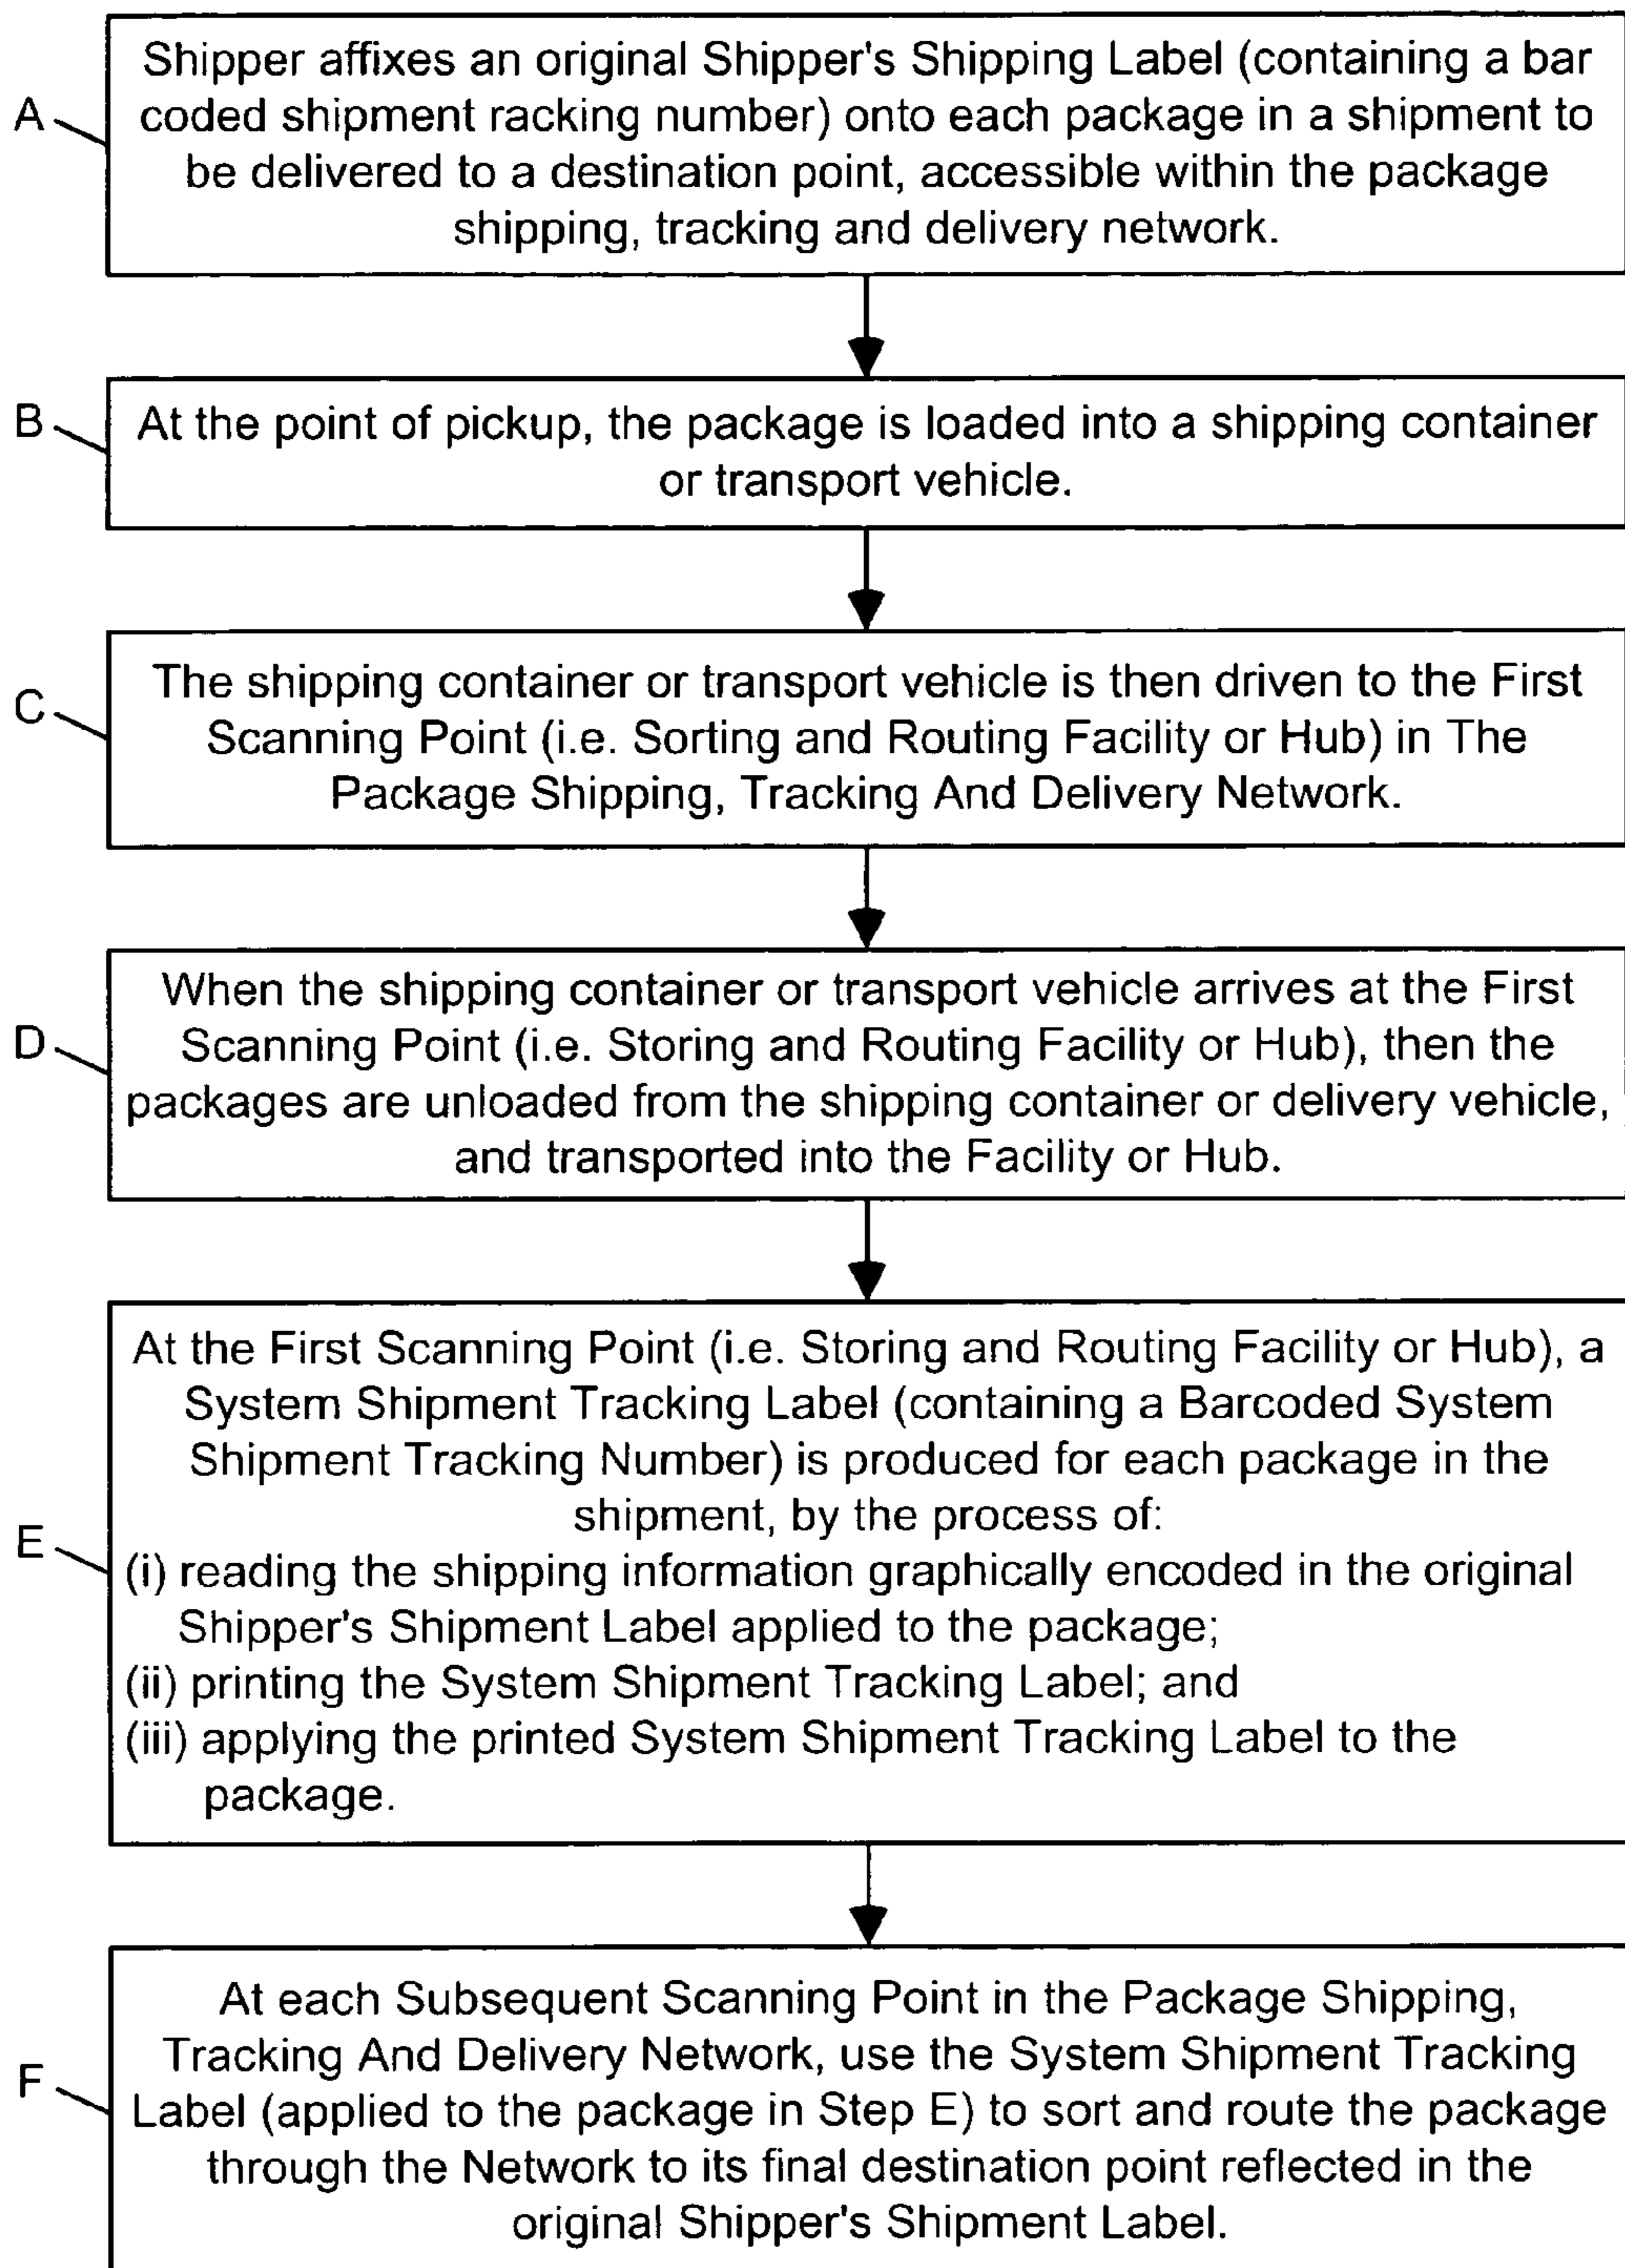 A
Shipper affixes an original Shipper's Shipping Label (containing a bar
coded shipment racking number) onto each package in a shipment to
be delivered to a destination point, accessible within the package
shipping, tracking and delivery network.
B
At the point of pickup, the package is loaded into a shipping container
or transport vehicle.
C
The shipping container or transport vehicle is then driven to the First
Scanning Point (i.e. Sorting and Routing Facility or Hub) in The
Package Shipping, Tracking And Delivery Network.
D
When the shipping container or transport vehicle arrives at the First
Scanning Point (i.e. Storing and Routing Facility or Hub), then the
packages are unloaded from the shipping container or delivery vehicle,
and transported into the Facility or Hub.
E
At the First Scanning Point (i.e. Storing and Routing Facility or Hub), a
System Shipment Tracking Label (containing a Barcoded System
Shipment Tracking Number) is produced for each package in the
shipment, by the process of:
(i) reading the shipping information graphically encoded in the original
Shipper's Shipment Label applied to the package;
(ii) printing the System Shipment Tracking Label; and
(iii) applying the printed System Shipment Tracking Label to the
package.
F
At each Subsequent Scanning Point in the Package Shipping,
Tracking And Delivery Network, use the System Shipment Tracking
Label (applied to the package in Step E) to sort and route the package
through the Network to its final destination point reflected in the
original Shipper's Shipment Label.